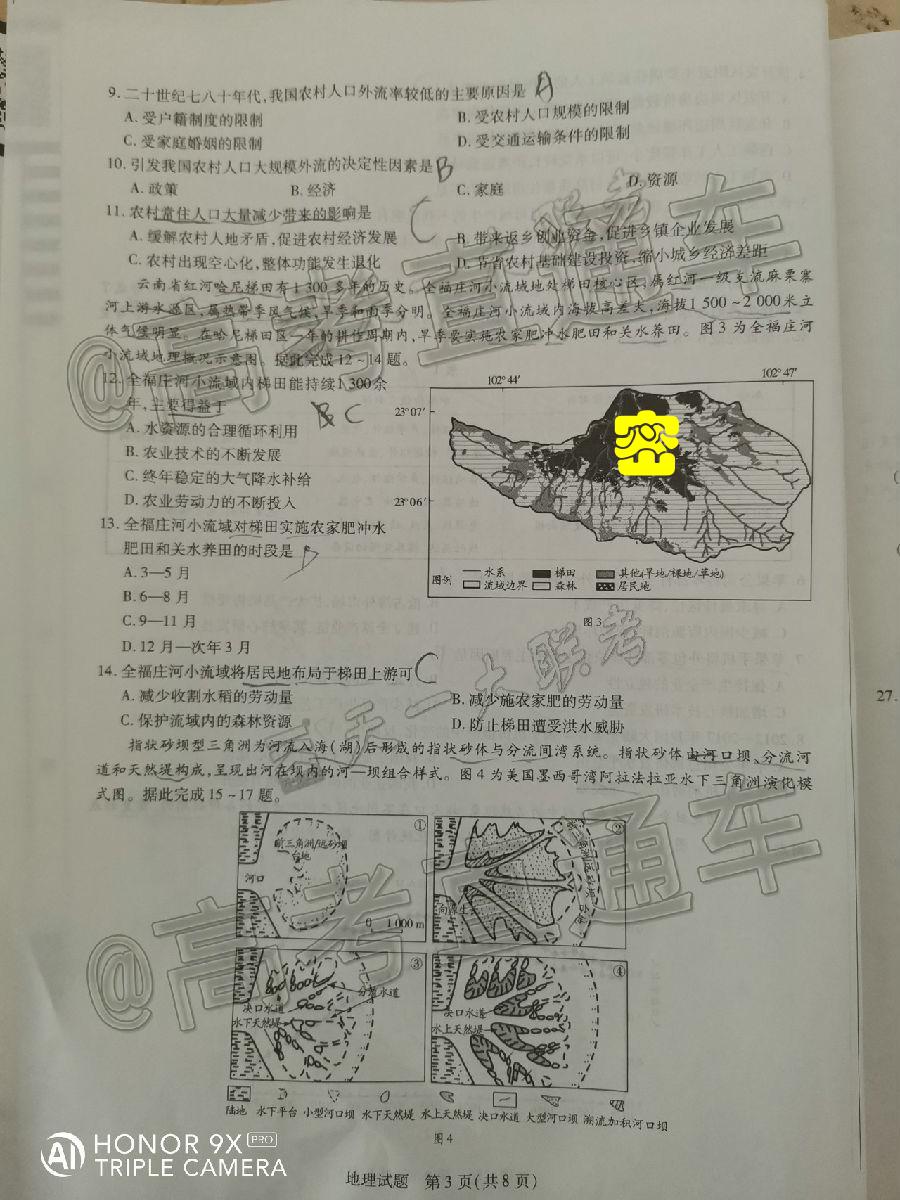 9. 二十世纪七八十年代,我国农村人口外流率较低的主要原因是 A
A. 受户籍制度的限制 B. 受农村人口规模的限制
C. 受家庭婚姻的限制 D. 受交通运输条件的限制
10. 引发我国农村人口大规模外流的决定性因素是 B
A. 政策 B. 经济 C. 家庭 D. 资源
11. 农村常住人口大量减少带来的影响是 C
A. 缓解农村人地矛盾,促进农村经济发展 B. 带来返乡创业资金,促进乡镇企业发展
C. 农村出现空心化,整体功能发生退化 D. 节省农村基础建设投资,缩小城乡经济差距
云南省红河哈尼梯田有1 300多年的历史。全福庄河小流域地处梯田核心区,属红河一级支流麻栗寨
河上游水源区,属热带季风气候,旱季和雨季分明。全福庄河小流域内海拔高差大,海拔1 500~2 000米立
体气候明显。在哈尼梯田区一年的耕作周期内,旱季要实施农家肥冲水肥田和关水养田。图3为全福庄河
小流域地理概况示意图。据此完成12~14题。
12. 全福庄河小流域内梯田能持续1 300余
年,主要得益于 C
A. 水资源的合理循环利用
B. 农业技术的不断发展
C. 终年稳定的大气降水补给
D. 农业劳动力的不断投入
13. 全福庄河小流域对梯田实施农家肥冲水
肥田和关水养田的时段是 D
A. 3—5月
B. 6—8月
C. 9—11月
D. 12月—次年3月
102°44′ 102°47′
23°07′
23°06′
图例 水系 梯田 其他(旱地/裸地/草地)
流域边界 森林 居民地
图3
14. 全福庄河小流域将居民地布局于梯田上游可 C
A. 减少收割水稻的劳动量 B. 减少施农家肥的劳动量
C. 保护流域内的森林资源 D. 防止梯田遭受洪水威胁
指状砂坝型三角洲为河流入海(湖)后形成的指状砂体与分流间湾系统。指状砂体由河口坝、分流河
道和天然堤构成,呈现出河在坝内的河—坝组合样式。图4为美国墨西哥湾阿拉法拉亚水下三角洲演化模
式图。据此完成15~17题。
①
前三角洲/远砂坝
台地
河口
0 1 000 m
②
③
分叉水道
决口水道
水下天然堤
④
决口水道
水上天然堤
陆地 水下平台 小型河口坝 水下天然堤 水上天然堤 决口水道 大型河口坝 溯流加积河口坝
图4
地理试题 第3页(共8页)
27.
@高考直通车
天一大联考
@高考直通车
HONOR 9X PRO
TRIPLE CAMERA